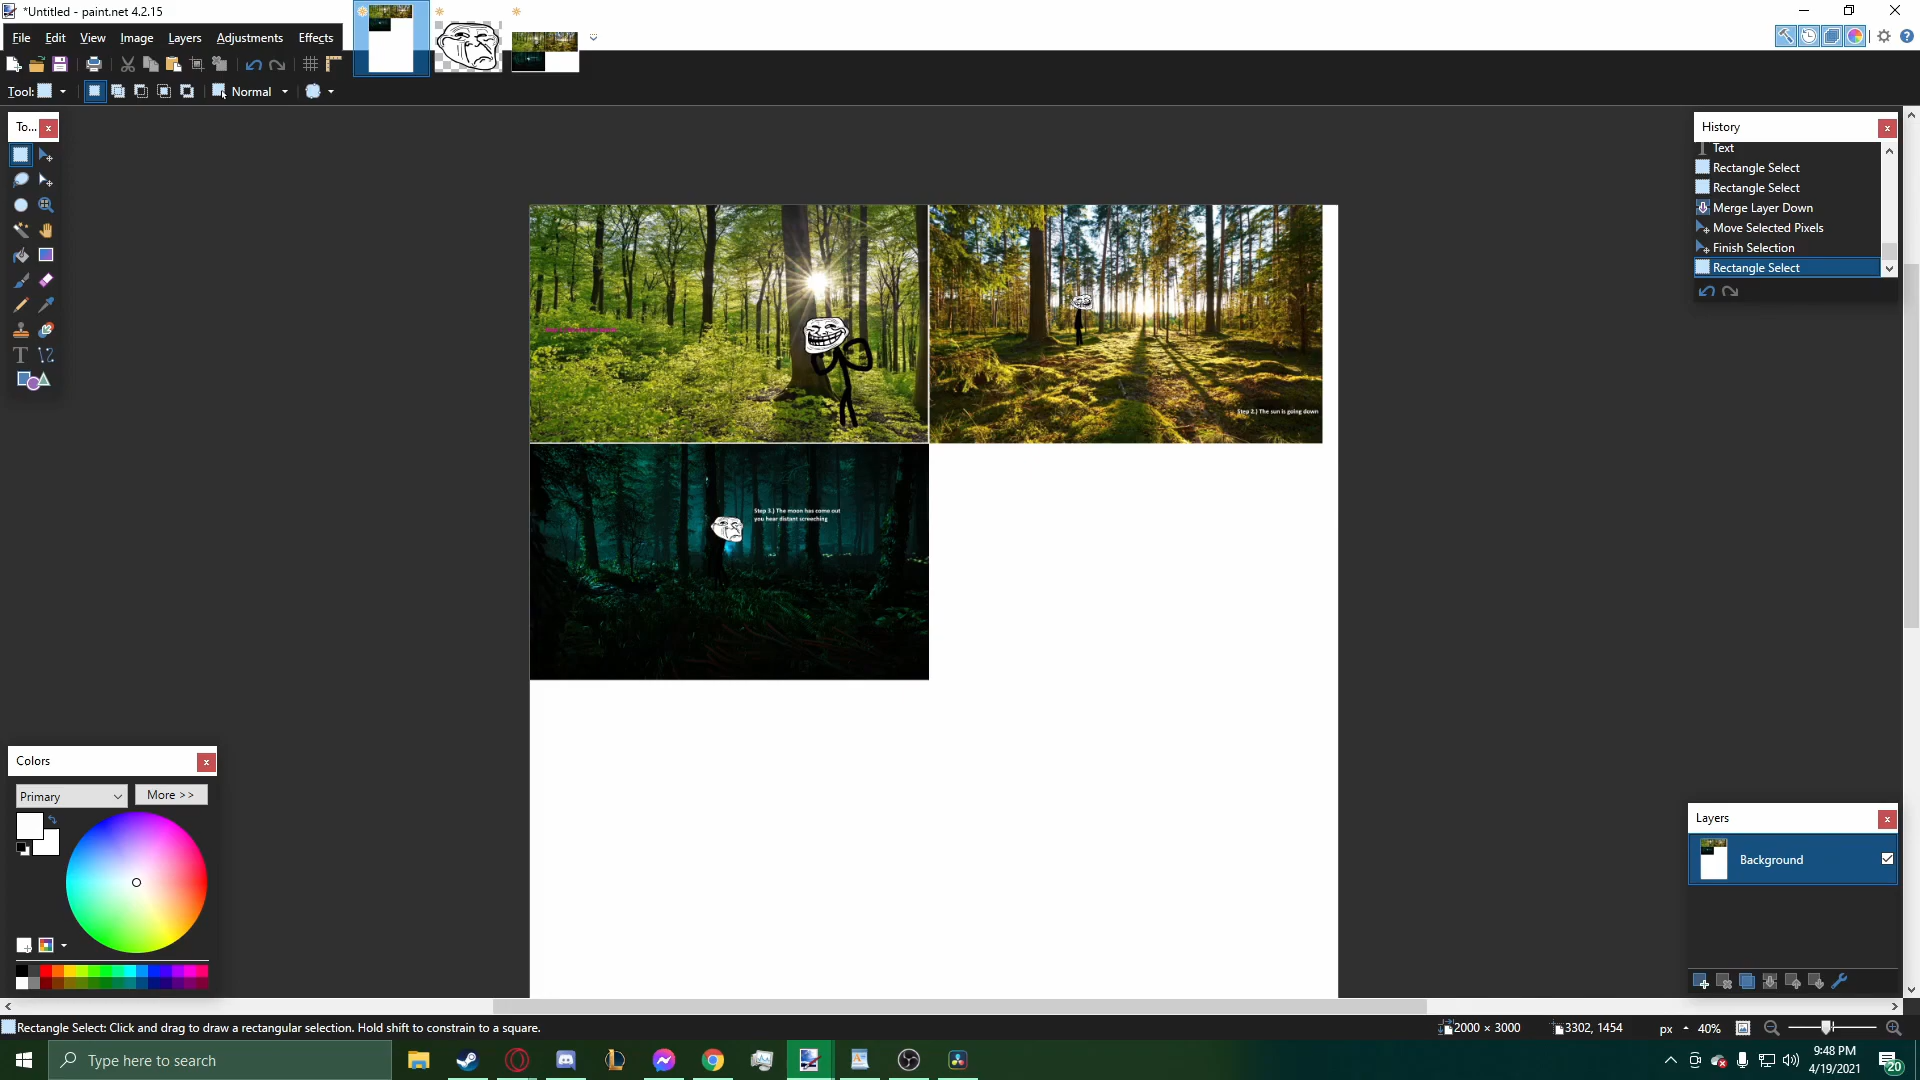 *Untitled - paint.net 4.2.15
File Edit View Image Layers Adjustments Effects
Tool: Normal
To...
History
Text
Rectangle Select
Rectangle Select
Merge Layer Down
Move Selected Pixels
Finish Selection
Rectangle Select
Step 2.) The sun is going down
Step 3.) The moon has come out
you hear distant screeching
Colors
Primary More >>
Layers
Background
Rectangle Select: Click and drag to draw a rectangular selection. Hold shift to constrain to a square.
2000 × 3000 3302, 1454 px 40%
Type here to search
9:48 PM
4/19/2021
20